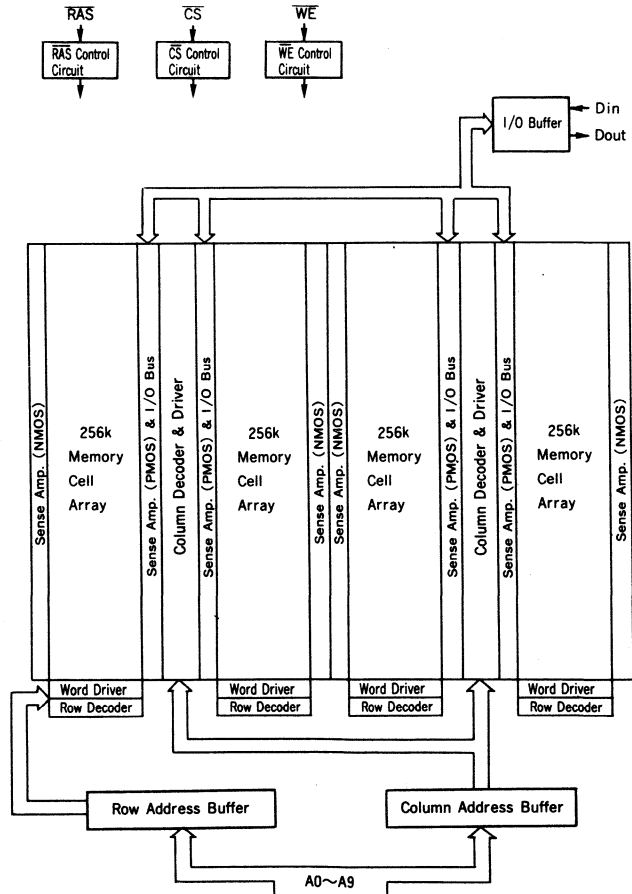 RAS
CS
WE
RAS Control
Circuit
CS Control
Circuit
WE Control
Circuit
I/O Buffer
Din
Dout
Sense Amp. (NMOS)
256k
Memory
Cell
Array
Sense Amp. (PMOS) & I/O Bus
Column Decoder & Driver
Sense Amp. (PMOS) & I/O Bus
256k
Memory
Cell
Array
Sense Amp. (NMOS)
Sense Amp. (NMOS)
256k
Memory
Cell
Array
Sense Amp. (PMOS) & I/O Bus
Column Decoder & Driver
Sense Amp. (PMOS) & I/O Bus
256k
Memory
Cell
Array
Sense Amp. (NMOS)
Word Driver
Row Decoder
Word Driver
Row Decoder
Word Driver
Row Decoder
Word Driver
Row Decoder
Row Address Buffer
Column Address Buffer
A0~A9